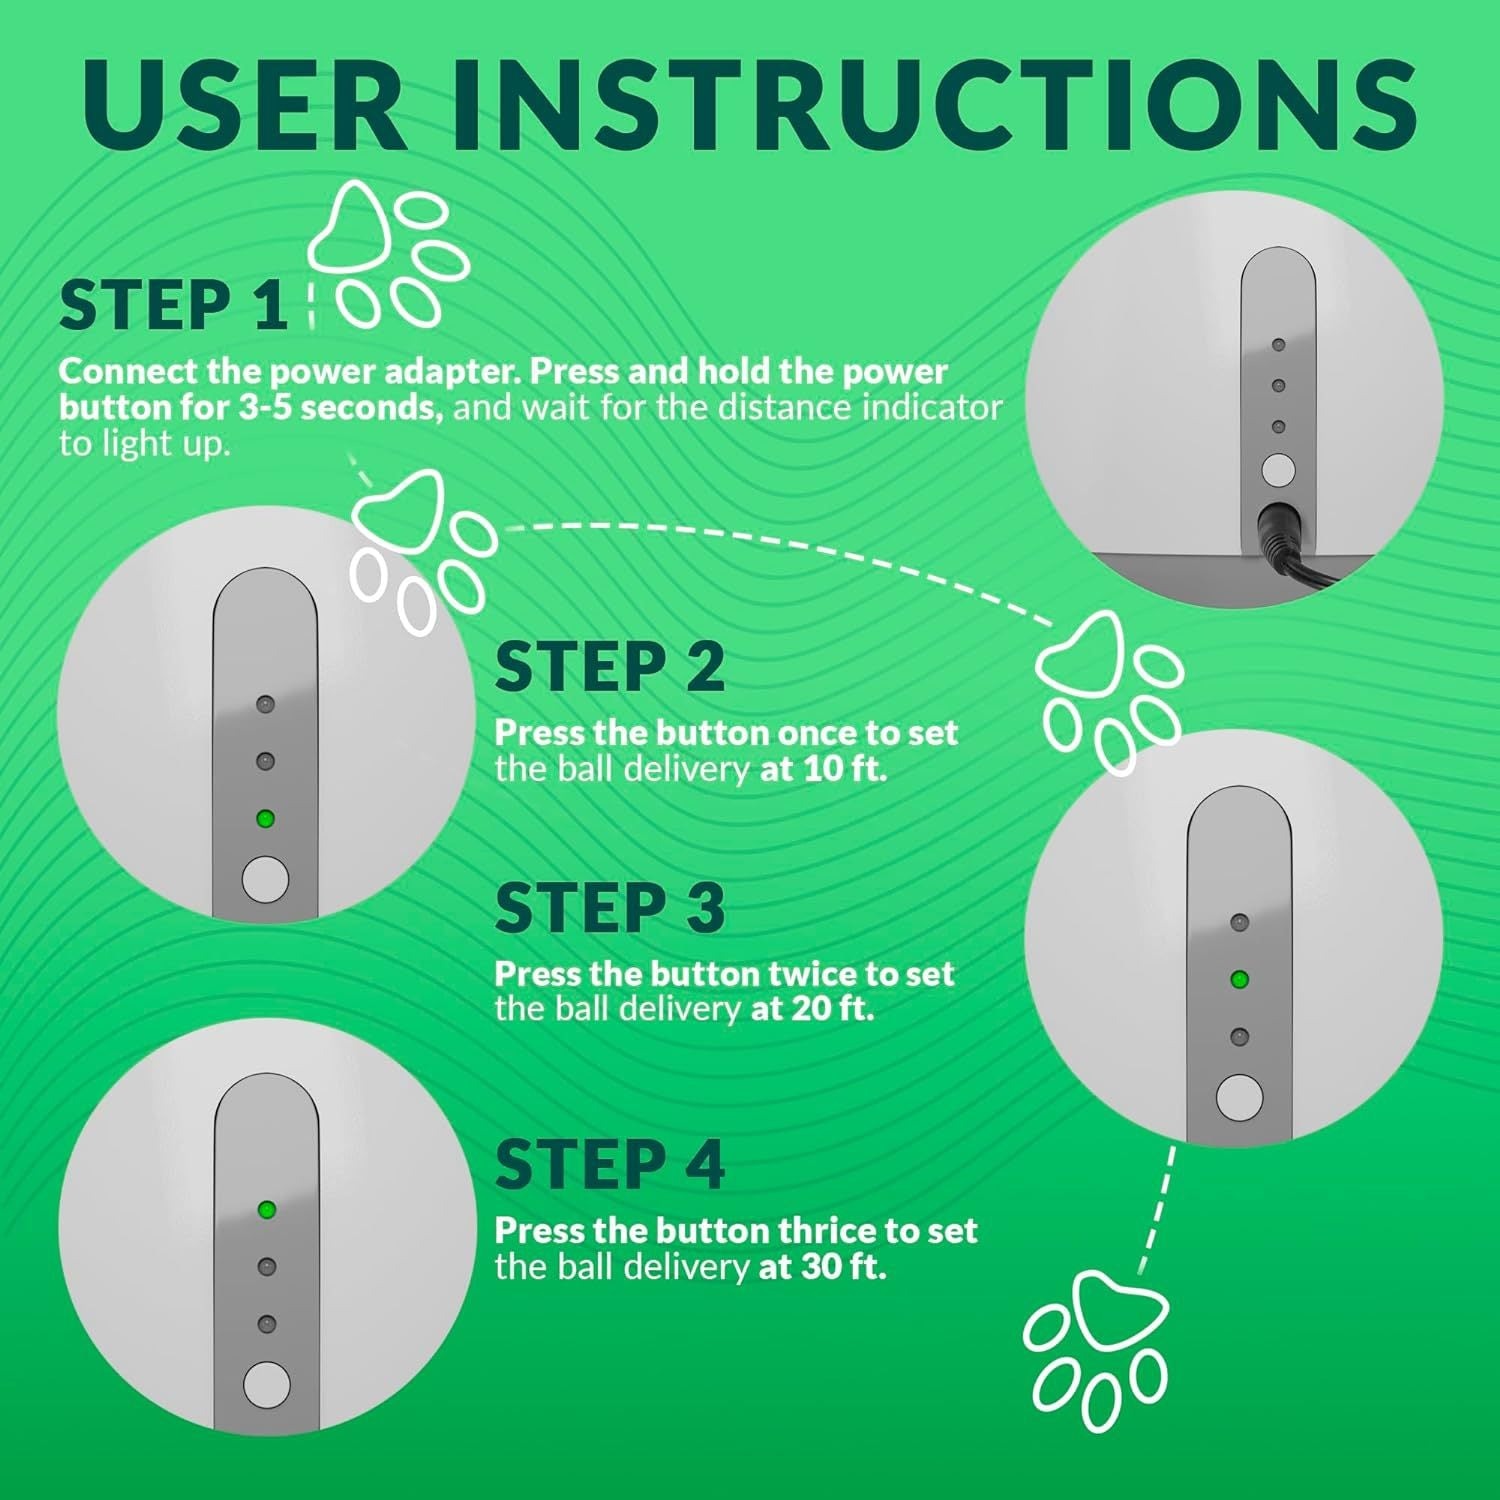 USER INSTRUCTIONS
STEP 1
Connect the power adapter. Press and hold the power
button for 3-5 seconds, and wait for the distance indicator
to light up.
STEP 2
Press the button once to set
the ball delivery at 10 ft.
STEP 3
Press the button twice to set
the ball delivery at 20 ft.
STEP 4
Press the button thrice to set
the ball delivery at 30 ft.